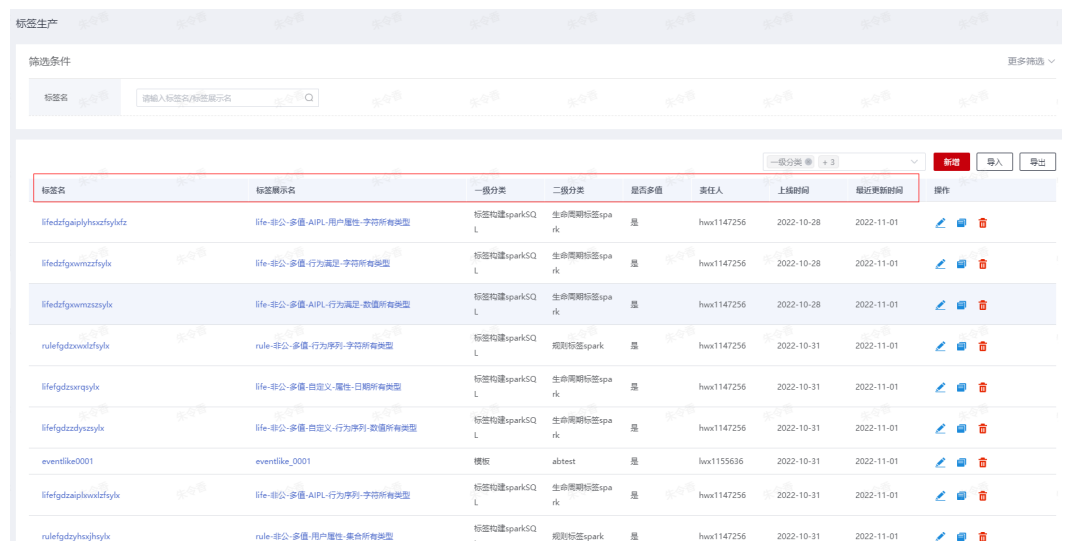 标签生产
筛选条件
更多筛选
标签名 请输入标签名/标签展示名
一级分类 + 3 新增 导入 导出
标签名 标签展示名 一级分类 二级分类 是否多值 责任人 上线时间 最近更新时间 操作
lifedzfgaiplyhsxzfsylxfz life-非公-多值-AIPL-用户属性-字符所有类型 标签构建sparkSQ 生命周期标签spa 是 hwx1147256 2022-10-28 2022-11-01
L rk
lifedzfgxwmzzfsylx life-非公-多值-行为满足-字符所有类型 标签构建sparkSQ 生命周期标签spa 是 hwx1147256 2022-10-28 2022-11-01
L rk
lifedzfgxwmzszsylx life-非公-多值-AIPL-行为满足-数值所有类型 标签构建sparkSQ 生命周期标签spa 是 hwx1147256 2022-10-28 2022-11-01
L rk
rulefgdzxwxlzfsylx rule-非公-多值-行为序列-字符所有类型 标签构建sparkSQ 规则标签spark 是 hwx1147256 2022-10-31 2022-11-01
L
lifefgdzsxrqsylx life-非公-多值-自定义-属性-日期所有类型 标签构建sparkSQ 生命周期标签spa 是 hwx1147256 2022-10-31 2022-11-01
L rk
lifefgdzzdyszsylx life-非公-多值-自定义-行为序列-数值所有类型 标签构建sparkSQ 生命周期标签spa 是 hwx1147256 2022-10-31 2022-11-01
L rk
eventlike0001 eventlike_0001 模板 abtest 是 lwx1155636 2022-10-31 2022-11-01
lifefgdzaiplxwxlzfsylx life-非公-多值-AIPL-行为序列-字符所有类型 标签构建sparkSQ 生命周期标签spa 是 hwx1147256 2022-10-31 2022-11-01
L rk
rulefgdzyhsxjhsylx rule-非公-多值-用户属性-集合所有类型 标签构建sparkSQ 规则标签spark 是 hwx1147256 2022-10-31 2022-11-01